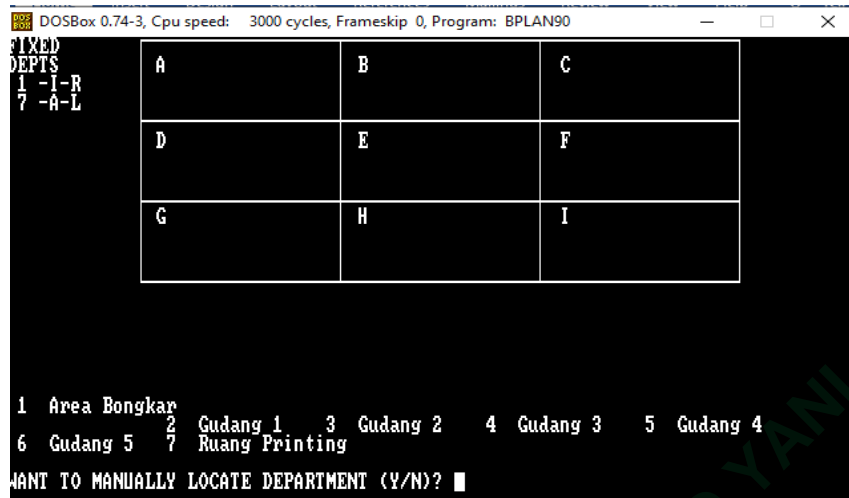 DOSBox 0.74-3, Cpu speed: 3000 cycles, Frameskip 0, Program: BPLAN90
FIXED
DEPTS
1 -I-R
7 -A-L
A B C
D E F
G H I
1 Area Bongkar
2 Gudang 1 3 Gudang 2 4 Gudang 3 5 Gudang 4
6 Gudang 5 7 Ruang Printing
WANT TO MANUALLY LOCATE DEPARTMENT (Y/N)?
YANI